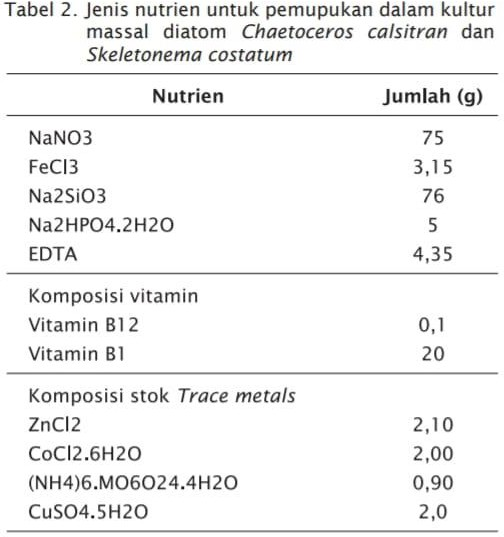 Tabel 2. Jenis nutrien untuk pemupukan dalam kultur
massal diatom Chaetoceros calsitran dan
Skeletonema costatum
Nutrien Jumlah (g)
NaNO3 75
FeCl3 3,15
Na2SiO3 76
Na2HPO4.2H2O 5
EDTA 4,35
Komposisi vitamin
Vitamin B12 0,1
Vitamin B1 20
Komposisi stok Trace metals
ZnCl2 2,10
CoCl2.6H2O 2,00
(NH4)6.MO6O24.4H2O 0,90
CuSO4.5H2O 2,0